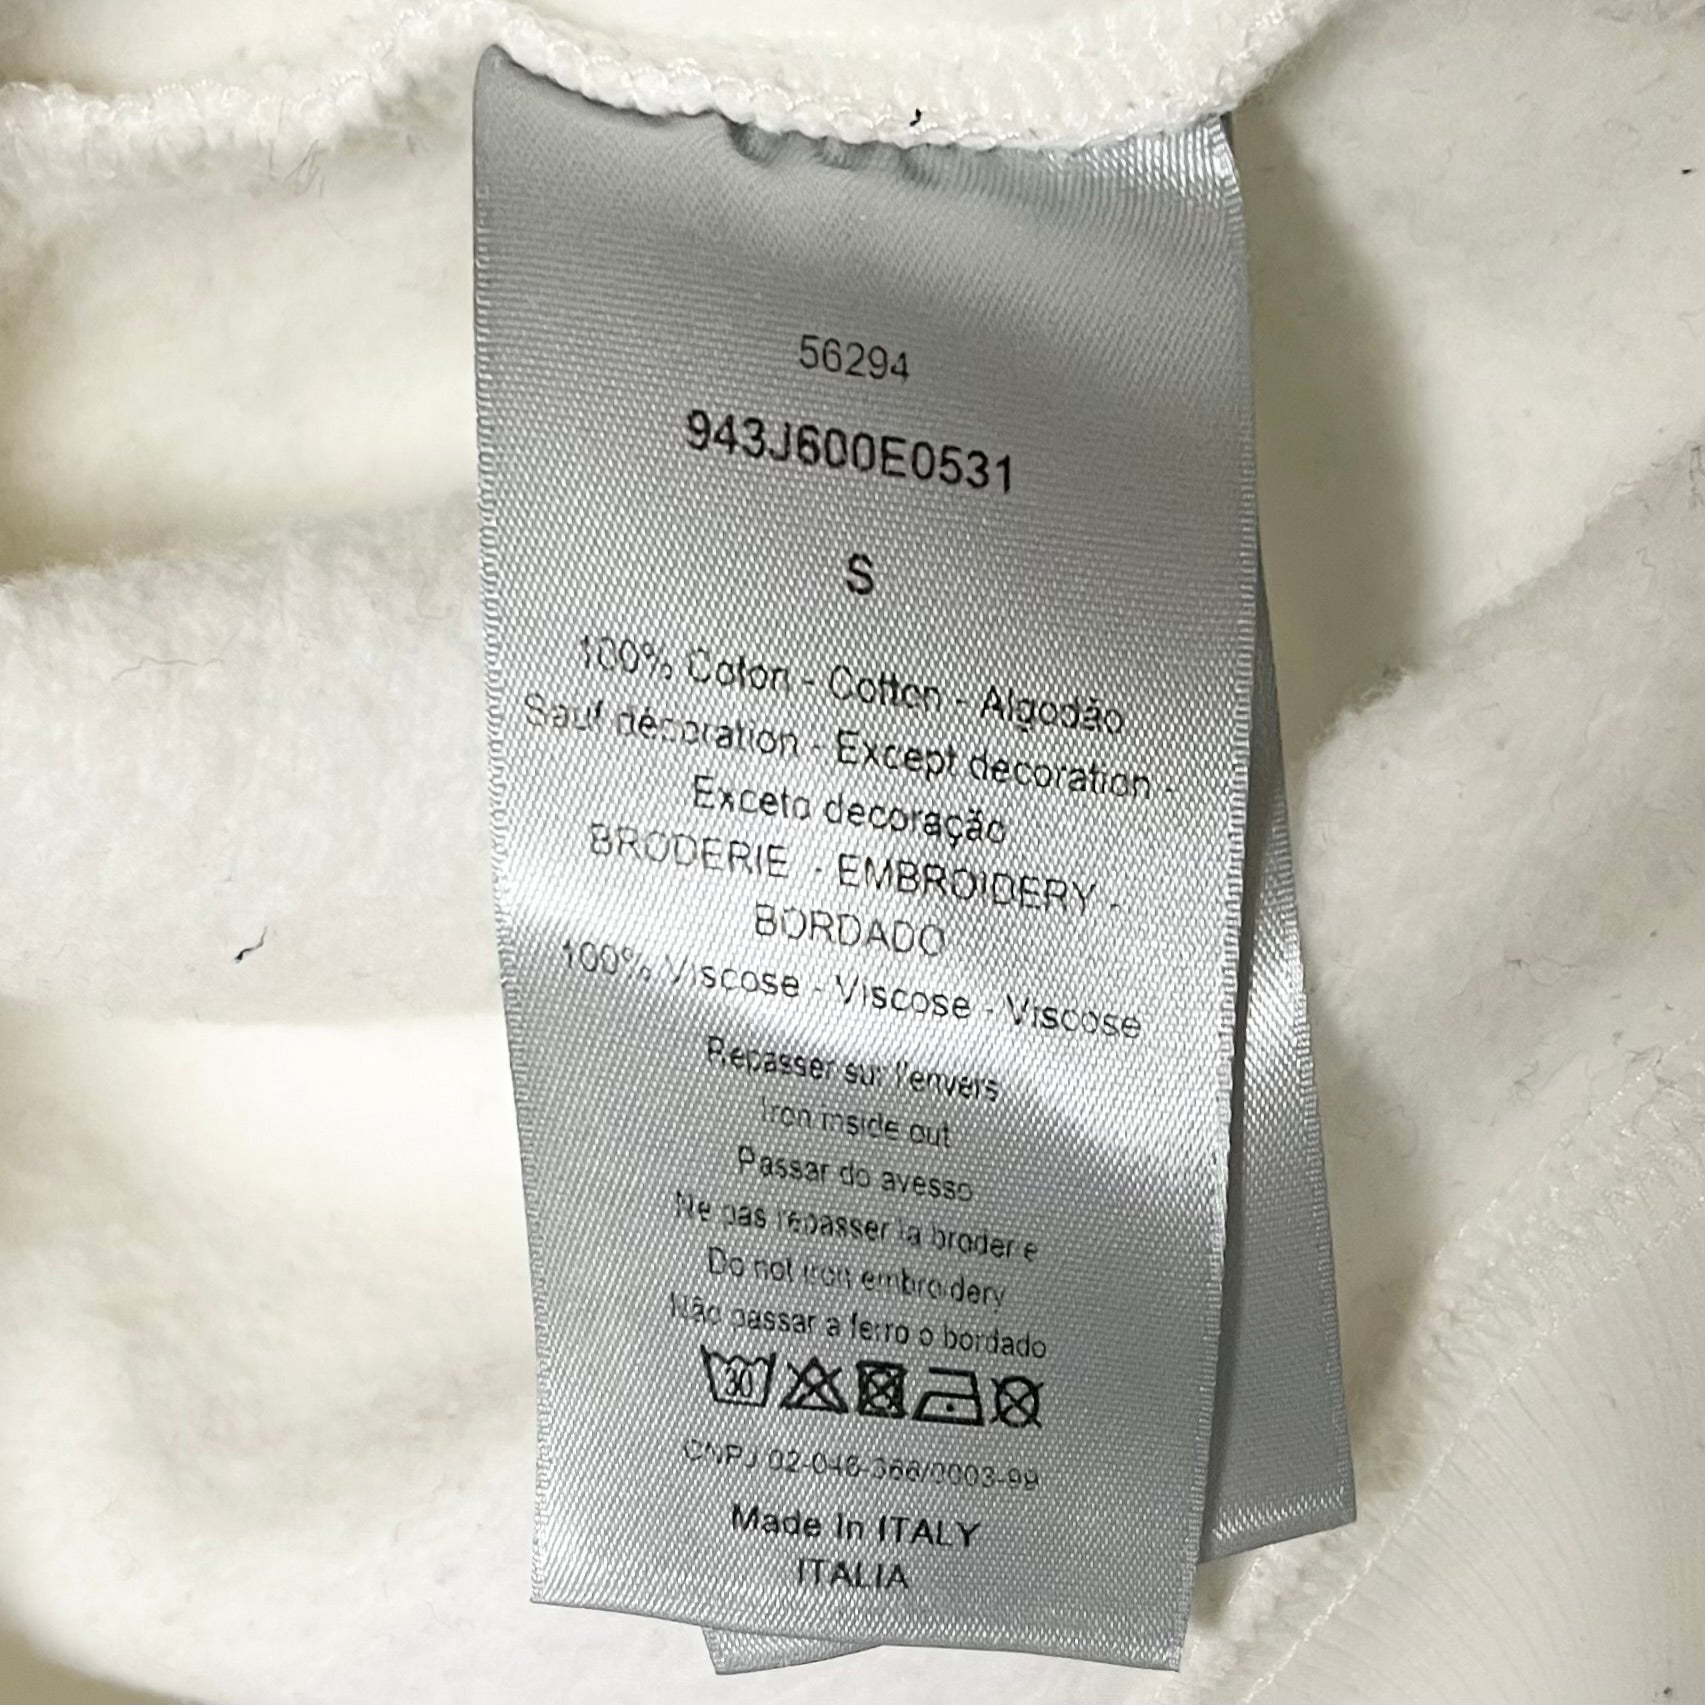 56294
943J600E0531
S
100% Coton - Cotton - Algodão
Sauf décoration - Except decoration -
Exceto decoração
BRODERIE - EMBROIDERY -
BORDADO
100% Viscose - Viscose - Viscose
Repasser sur l'envers
Iron inside out
Passar do avesso
Ne pas repasser la broderie
Do not iron embroidery
Não passar a ferro o bordado
30
CNPJ 02-046-366/0003-99
Made in ITALY
ITALIA